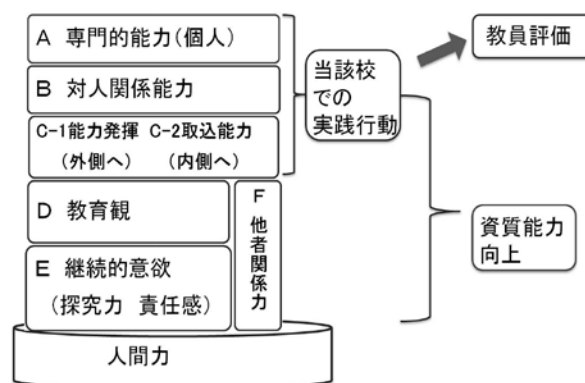 A 専門的能力(個人)
B 対人関係能力
C-1能力発揮 C-2取込能力
(外側へ) (内側へ)
D 教育観
E 継続的意欲
(探究力 責任感)
F
他者関係力
人間力
当該校
での
実践行動
教員評価
資質能力
向上